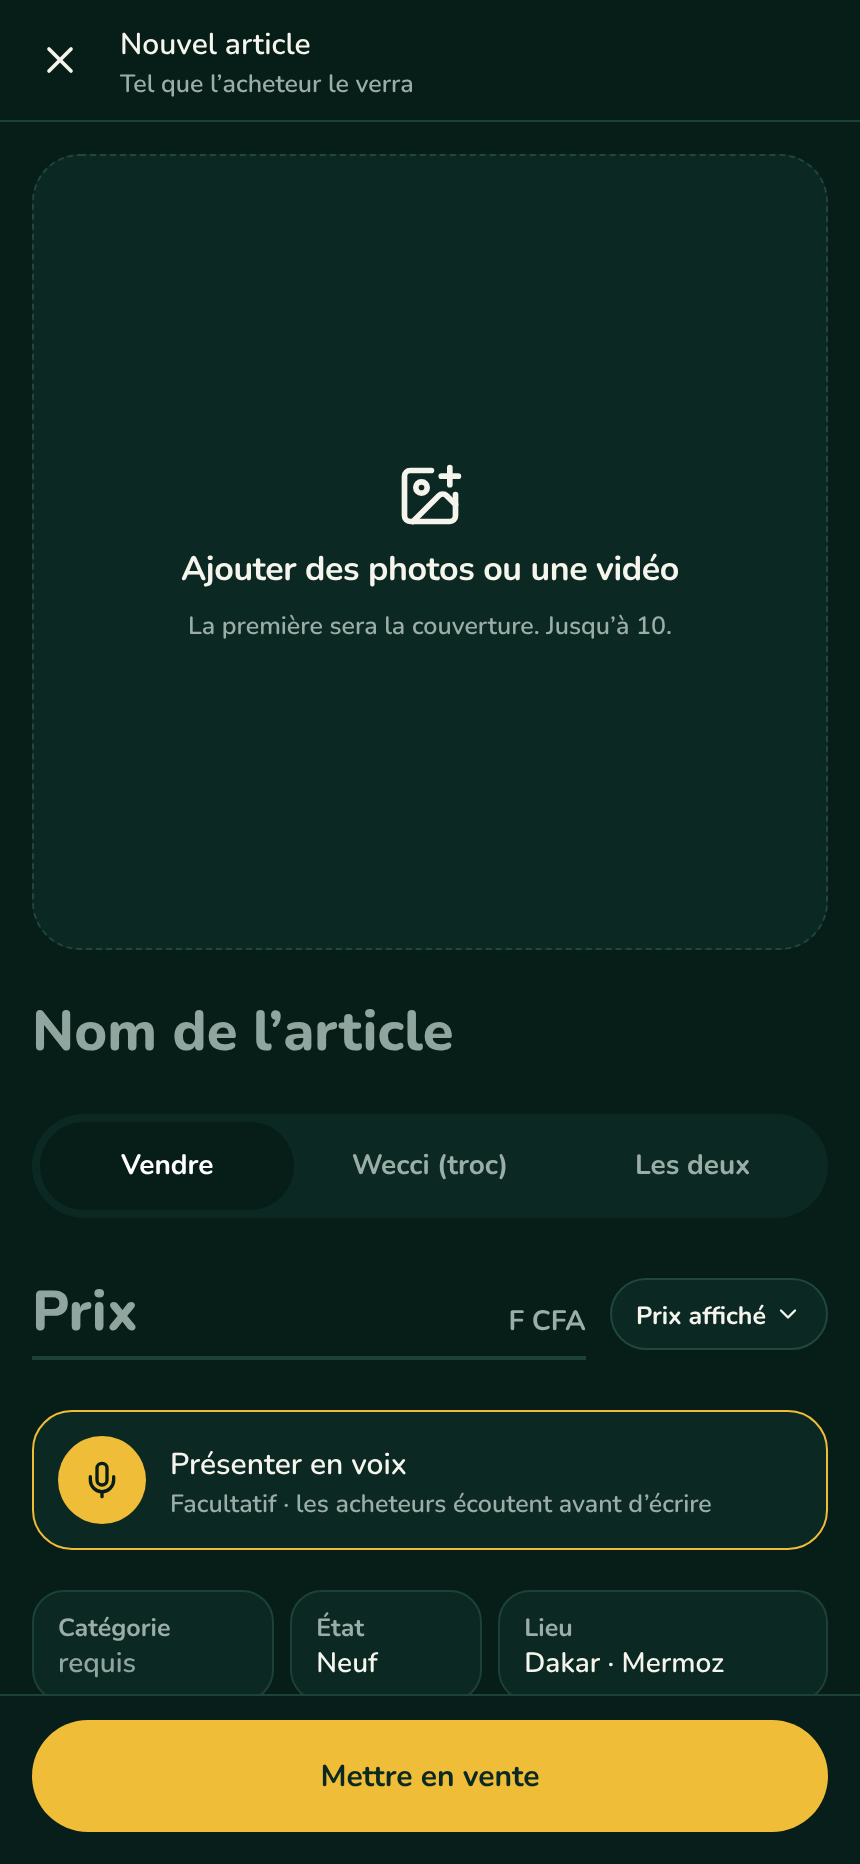 Nouvel article
Tel que l’acheteur le verra
Ajouter des photos ou une vidéo
La première sera la couverture. Jusqu’à 10.
Nom de l’article
Vendre
Wecci (troc)
Les deux
Prix
F CFA
Prix affiché
Présenter en voix
Facultatif · les acheteurs écoutent avant d’écrire
Catégorie
requis
État
Neuf
Lieu
Dakar · Mermoz
Mettre en vente